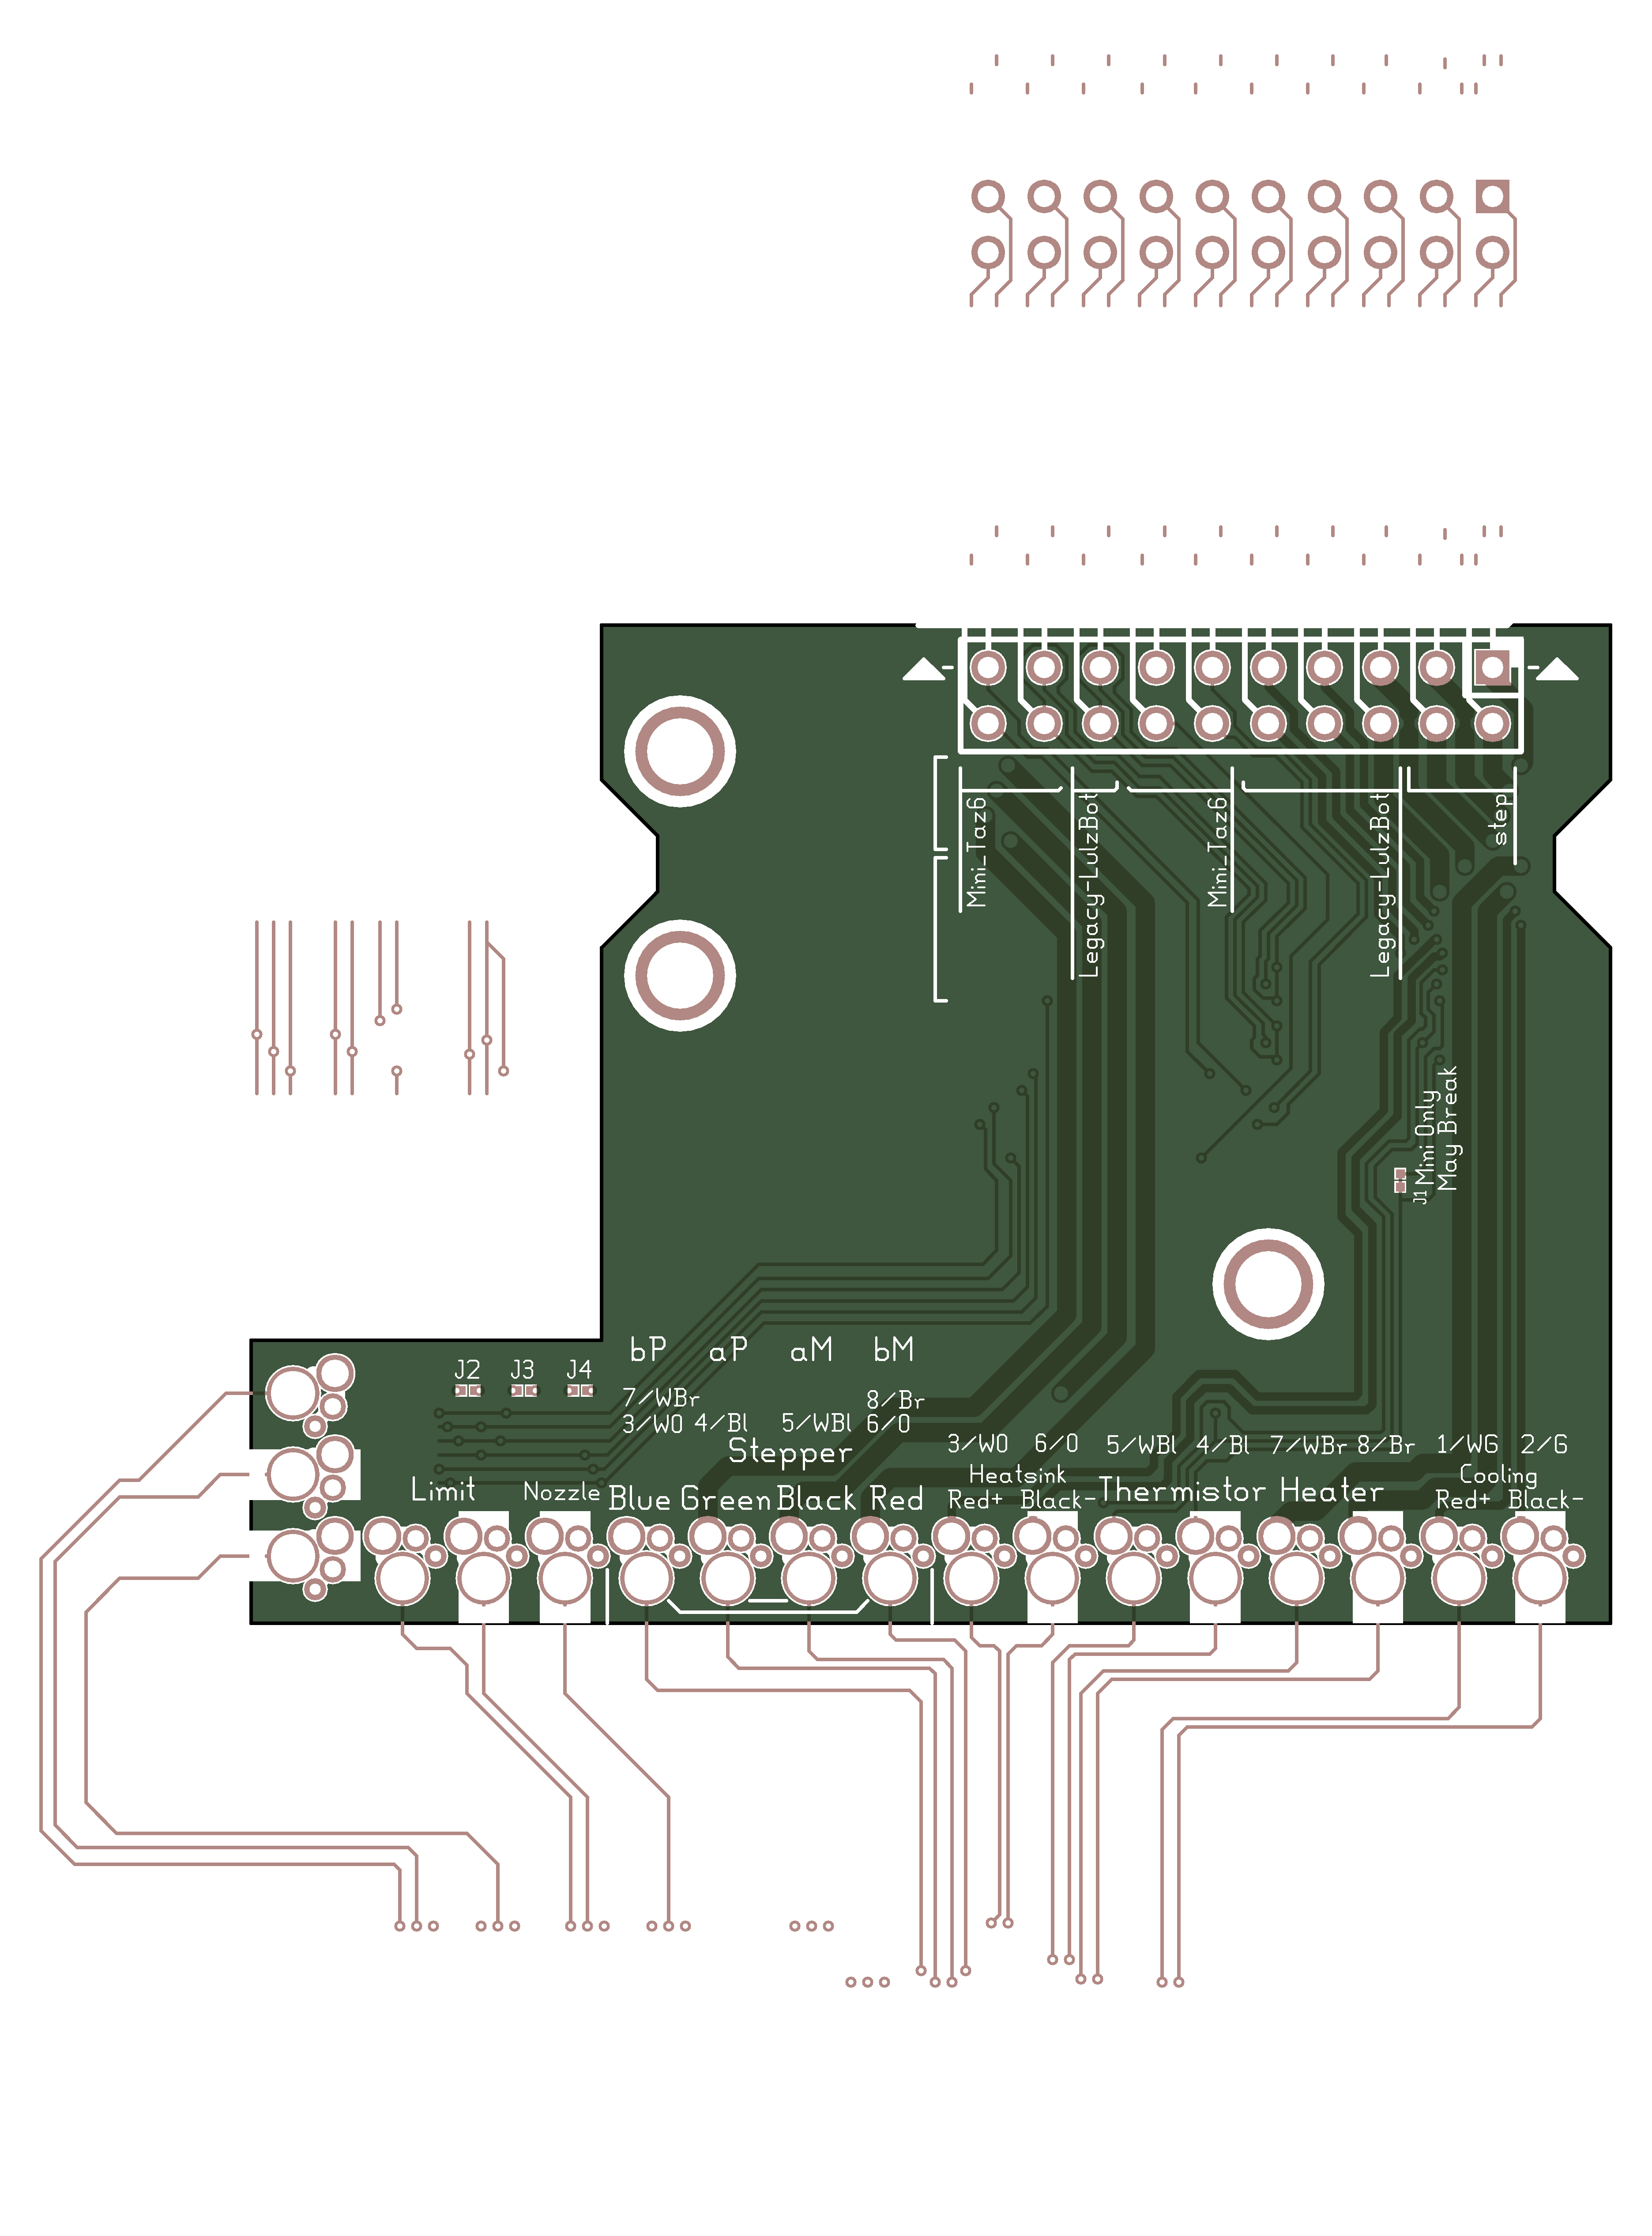 Mini_Taz6
Legacy-LulzBot
Mini_Taz6
Legacy-LulzBot
step
J1
Mini Only
May Break
bP aP aM bM
J2 J3 J4
7/WBr 8/Br
3/WO 4/Bl 5/WBl 6/O
Stepper
3/WO 6/O 5/WBl 4/Bl 7/WBr 8/Br 1/WG 2/G
Heatsink Cooling
Limit Nozzle Blue Green Black Red Red+ Black- Thermistor Heater Red+ Black-